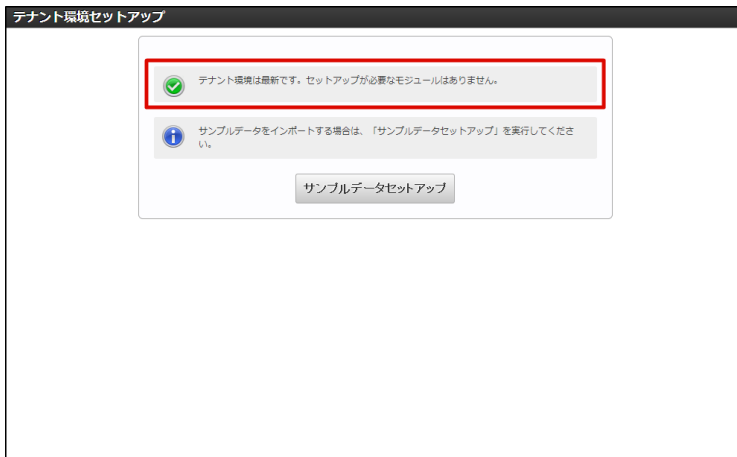 テナント環境セットアップ
テナント環境は最新です。セットアップが必要なモジュールはありません。
サンプルデータをインポートする場合は、「サンプルデータセットアップ」を実行してくださ
い。
サンプルデータセットアップ